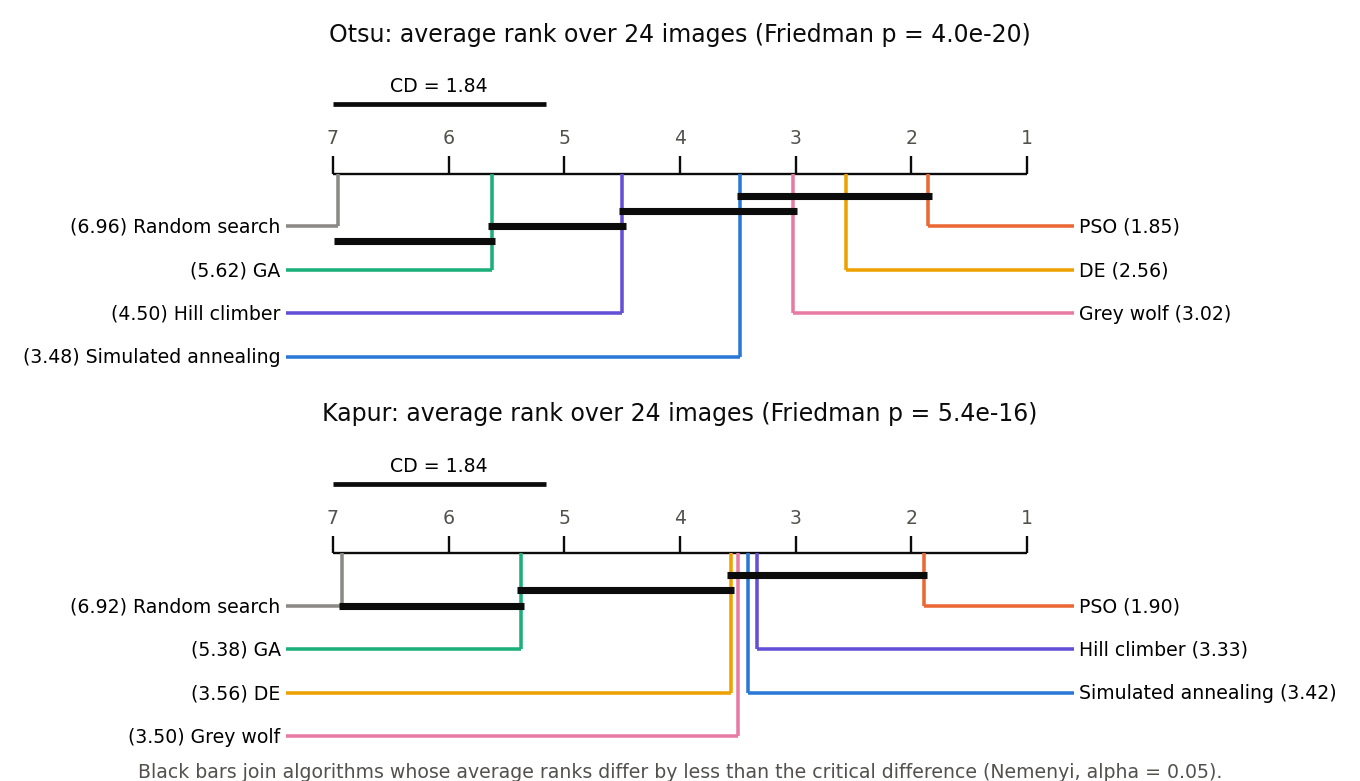 Otsu: average rank over 24 images (Friedman p = 4.0e-20)
CD = 1.84
7 6 5 4 3 2 1
(6.96) Random search
PSO (1.85)
(5.62) GA
DE (2.56)
(4.50) Hill climber
Grey wolf (3.02)
(3.48) Simulated annealing
Kapur: average rank over 24 images (Friedman p = 5.4e-16)
CD = 1.84
7 6 5 4 3 2 1
(6.92) Random search
PSO (1.90)
(5.38) GA
Hill climber (3.33)
(3.56) DE
Simulated annealing (3.42)
(3.50) Grey wolf
Black bars join algorithms whose average ranks differ by less than the critical difference (Nemenyi, alpha = 0.05).